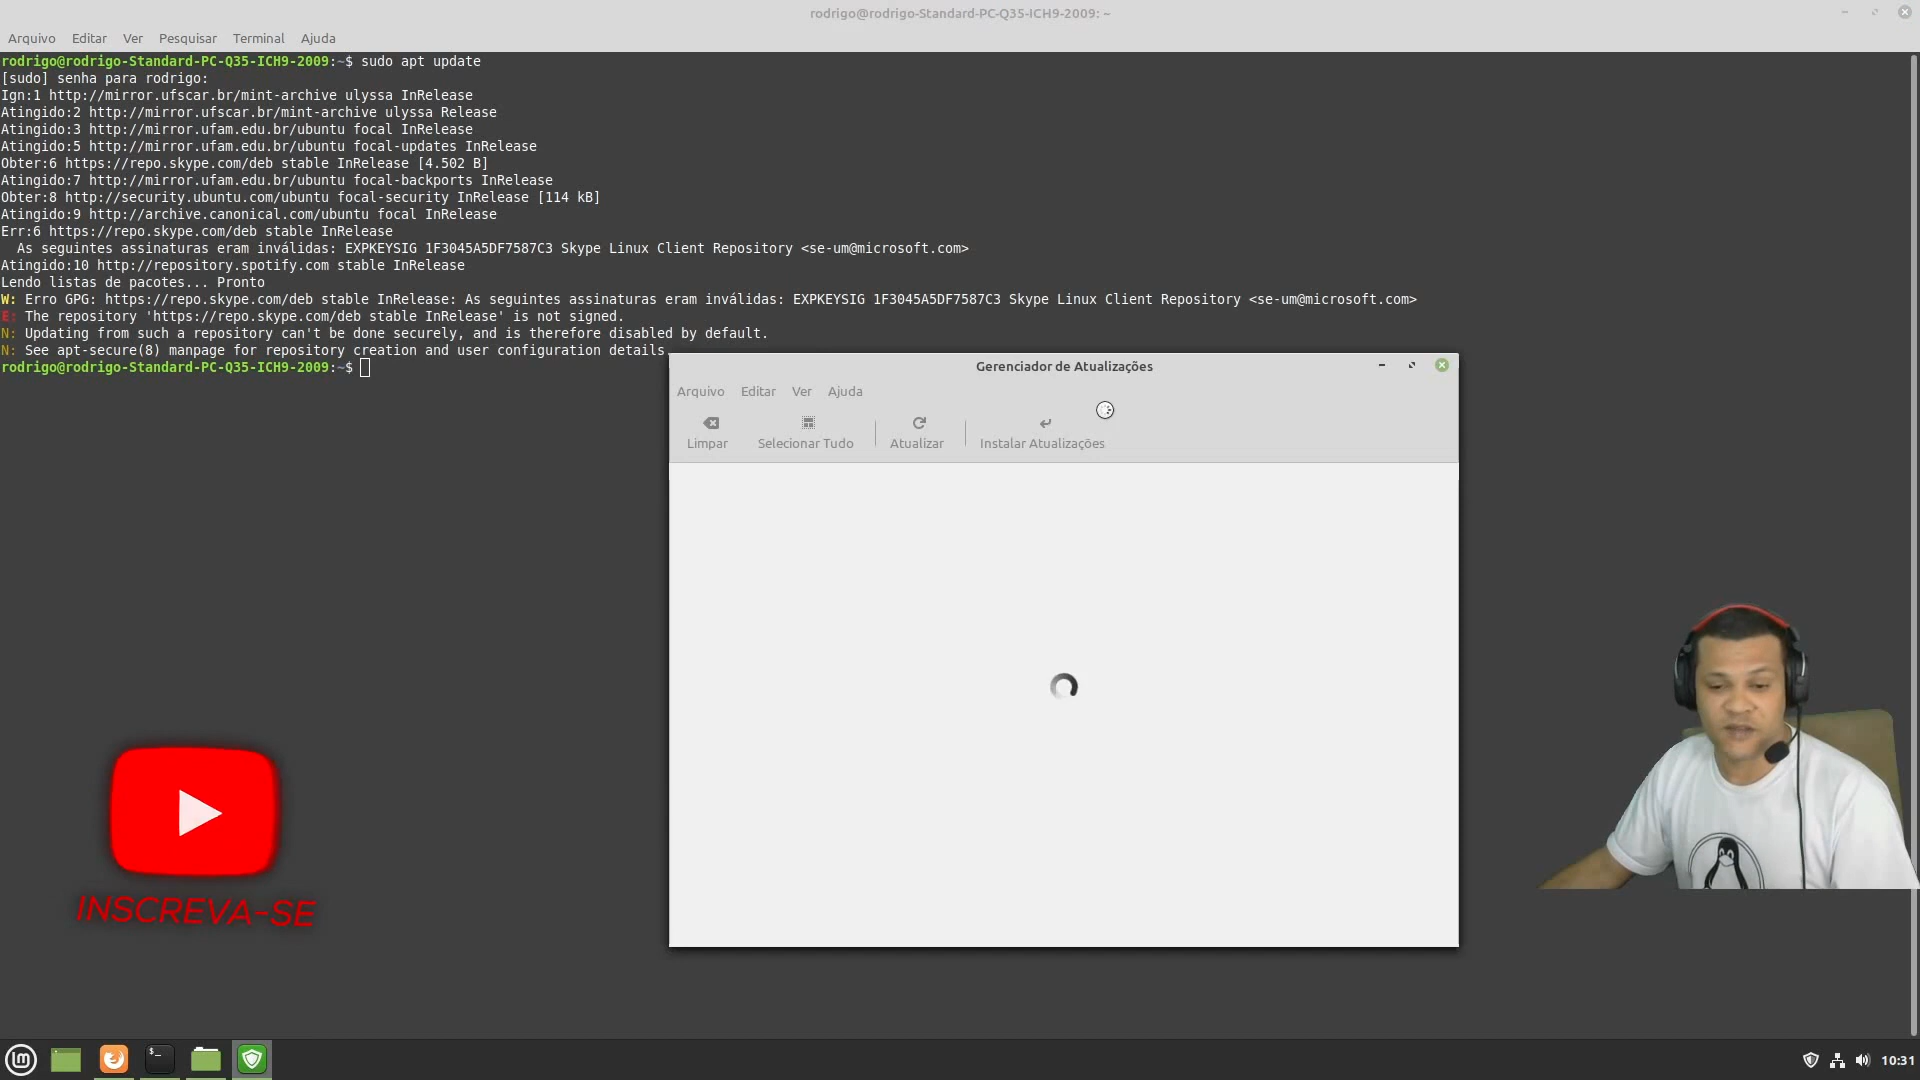 rodrigo@rodrigo-Standard-PC-Q35-ICH9-2009: ~
Arquivo Editar Ver Pesquisar Terminal Ajuda
rodrigo@rodrigo-Standard-PC-Q35-ICH9-2009:~$ sudo apt update
[sudo] senha para rodrigo:
Ign:1 http://mirror.ufscar.br/mint-archive ulyssa InRelease
Atingido:2 http://mirror.ufscar.br/mint-archive ulyssa Release
Atingido:3 http://mirror.ufam.edu.br/ubuntu focal InRelease
Atingido:5 http://mirror.ufam.edu.br/ubuntu focal-updates InRelease
Obter:6 https://repo.skype.com/deb stable InRelease [4.502 B]
Atingido:7 http://mirror.ufam.edu.br/ubuntu focal-backports InRelease
Obter:8 http://security.ubuntu.com/ubuntu focal-security InRelease [114 kB]
Atingido:9 http://archive.canonical.com/ubuntu focal InRelease
Err:6 https://repo.skype.com/deb stable InRelease
As seguintes assinaturas eram inválidas: EXPKEYSIG 1F3045A5DF7587C3 Skype Linux Client Repository <se-um@microsoft.com>
Atingido:10 http://repository.spotify.com stable InRelease
Lendo listas de pacotes... Pronto
W: Erro GPG: https://repo.skype.com/deb stable InRelease: As seguintes assinaturas eram inválidas: EXPKEYSIG 1F3045A5DF7587C3 Skype Linux Client Repository <se-um@microsoft.com>
E: The repository 'https://repo.skype.com/deb stable InRelease' is not signed.
N: Updating from such a repository can't be done securely, and is therefore disabled by default.
N: See apt-secure(8) manpage for repository creation and user configuration details.
rodrigo@rodrigo-Standard-PC-Q35-ICH9-2009:~$
Gerenciador de Atualizações
Arquivo Editar Ver Ajuda
Limpar Selecionar Tudo Atualizar Instalar Atualizações
INSCREVA-SE
10:31